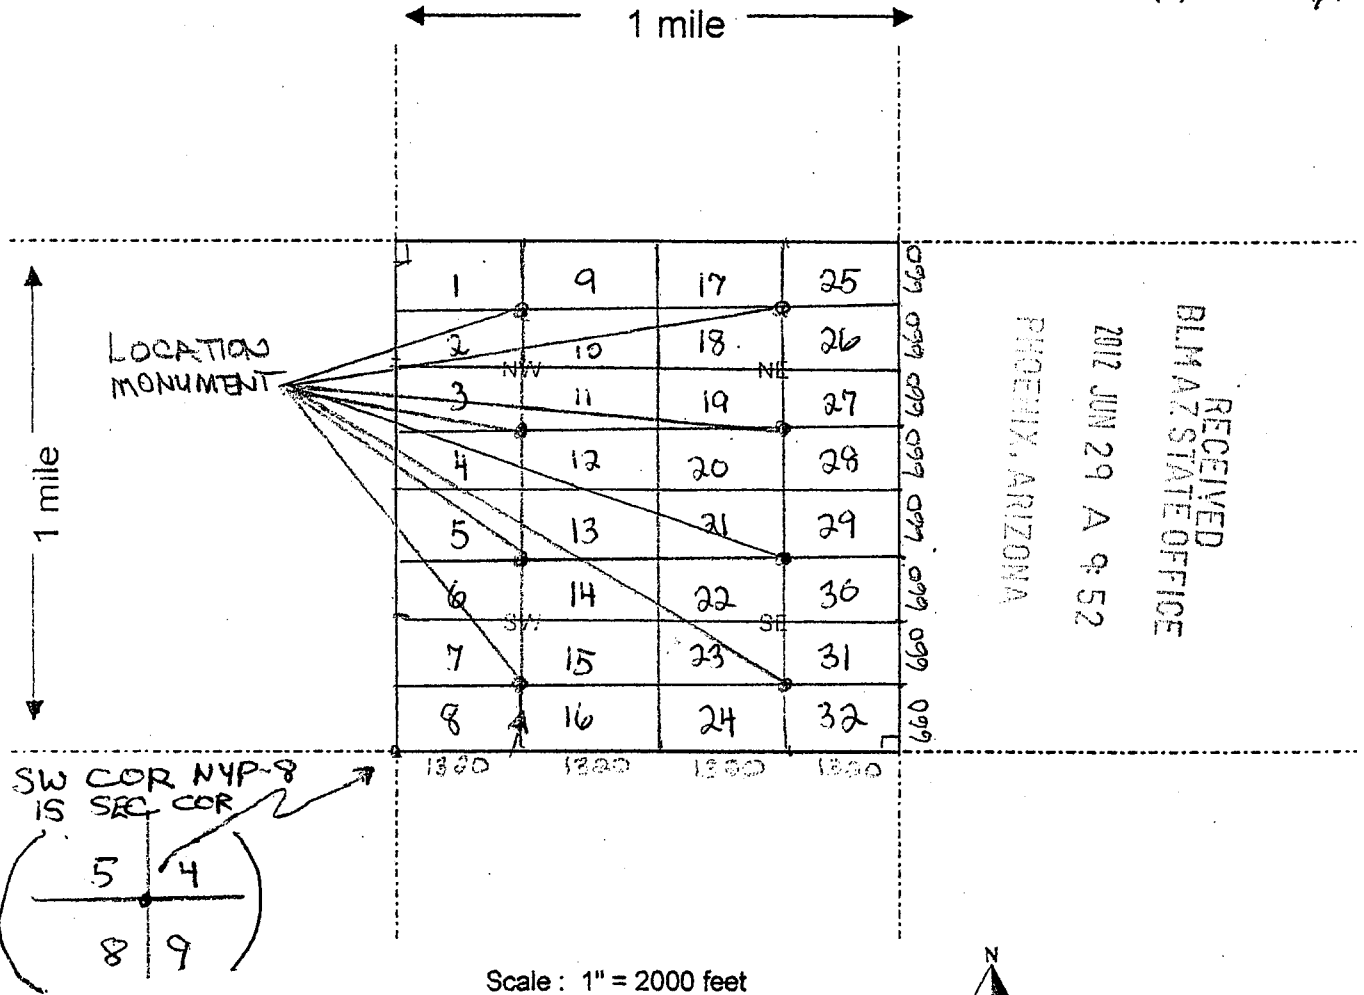 1 mile
1 mile
LOCATION
MONUMENT
1 9 17 25
2 10 18 26
NW NE
3 11 19 27
4 12 20 28
5 13 21 29
6 14 22 30
SW SE
7 15 23 31
8 16 24 32
660
660
660
660
660
660
660
660
1320 1320 1320 1320
RECEIVED
BLM AZ STATE OFFICE
2012 JUN 29 A 9:52
PHOENIX, ARIZONA
SW COR NYP-8
IS SEC COR
5 4
8 9
Scale : 1" = 2000 feet
N